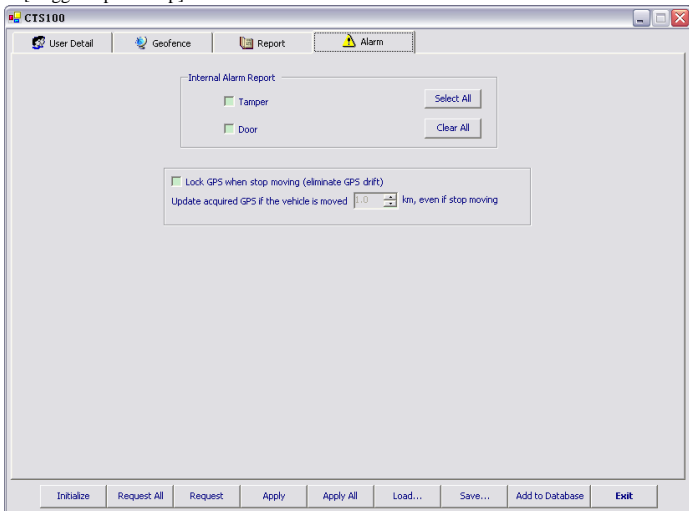 CTS100
User Detail
Geofence
Report
Alarm
Internal Alarm Report
Tamper
Select All
Door
Clear All
Lock GPS when stop moving (eliminate GPS drift)
Update acquired GPS if the vehicle is moved 1.0 km, even if stop moving
Initialize
Request All
Request
Apply
Apply All
Load...
Save...
Add to Database
Exit